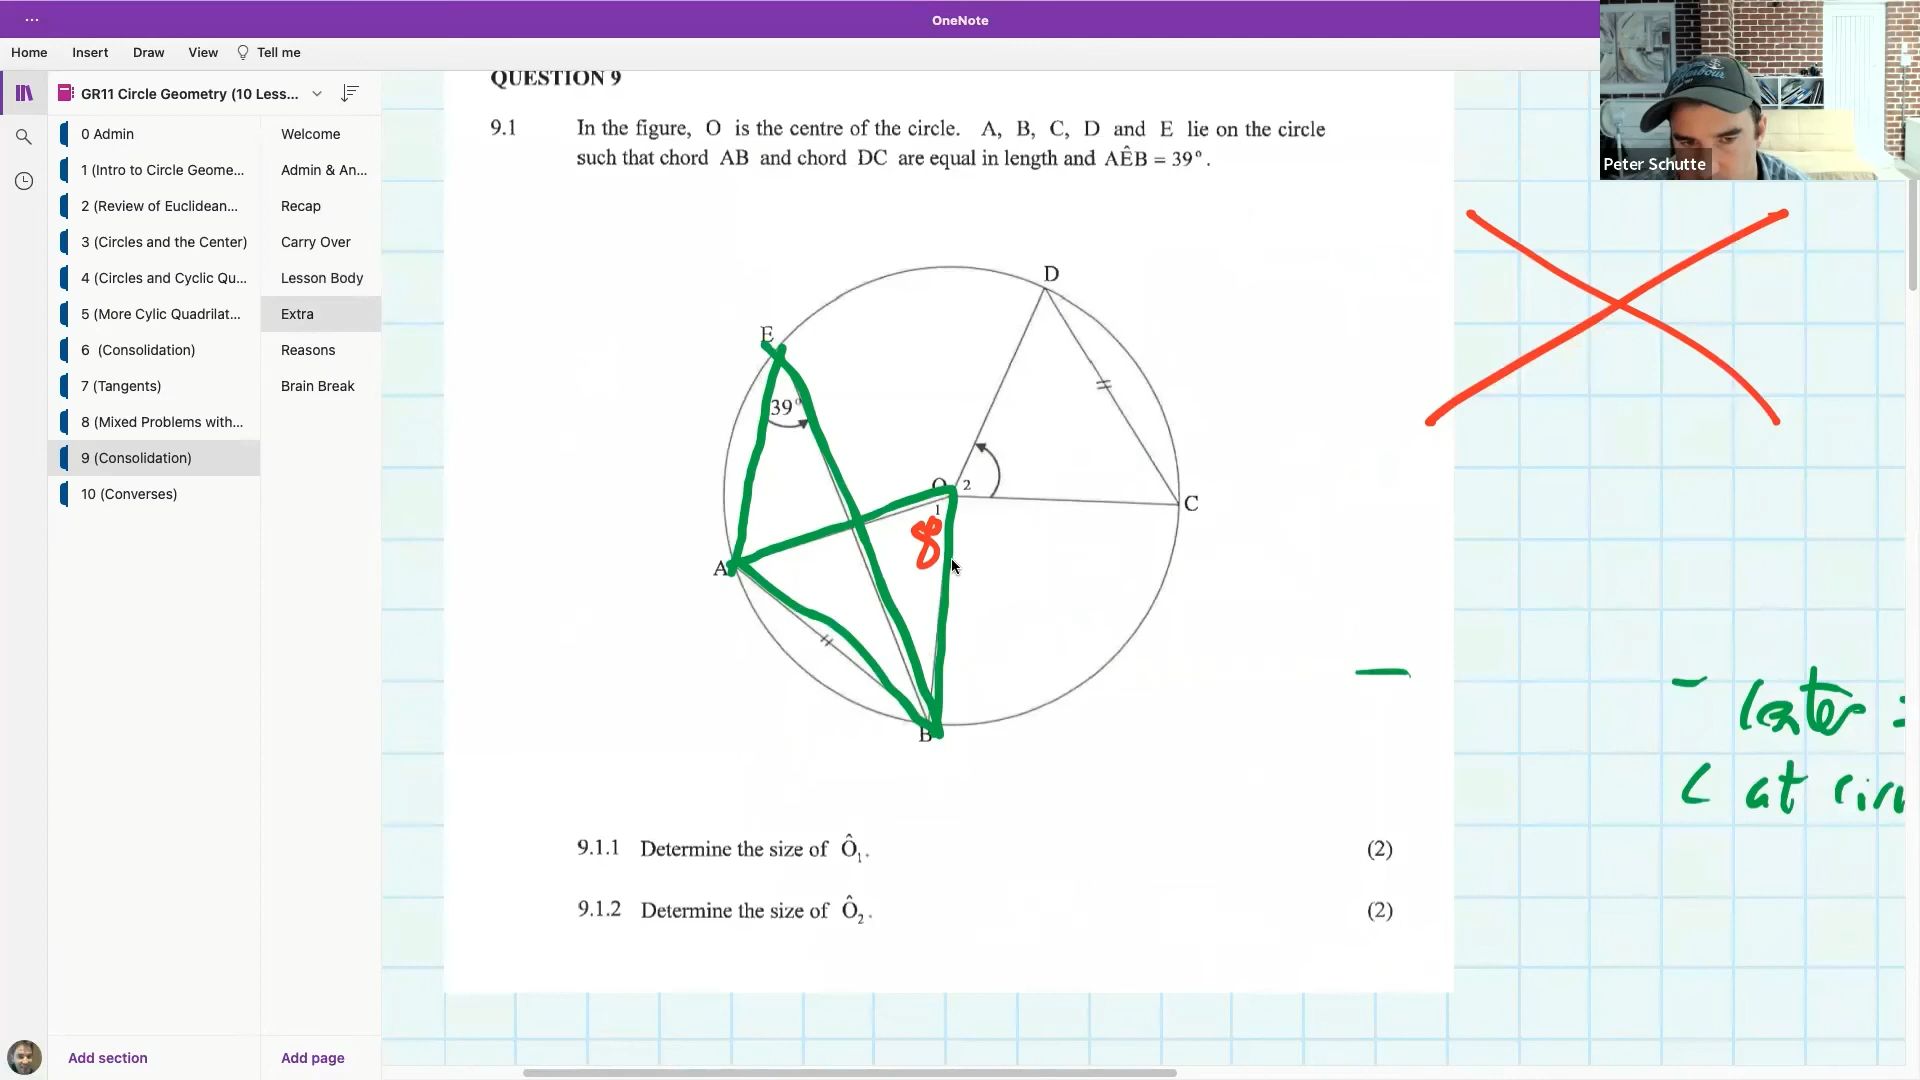 OneNote
Home Insert Draw View Tell me
GR11 Circle Geometry (10 Less...
0 Admin
1 (Intro to Circle Geome...
2 (Review of Euclidean...
3 (Circles and the Center)
4 (Circles and Cyclic Qu...
5 (More Cylic Quadrilat...
6 (Consolidation)
7 (Tangents)
8 (Mixed Problems with...
9 (Consolidation)
10 (Converses)
Add section
Welcome
Admin & An...
Recap
Carry Over
Lesson Body
Extra
Reasons
Brain Break
Add page
QUESTION 9
9.1 In the figure, O is the centre of the circle. A, B, C, D and E lie on the circle
such that chord AB and chord DC are equal in length and AÊB = 39°.
D
E
39°
O 2
1
C
8
A
B
9.1.1 Determine the size of Ô₁. (2)
9.1.2 Determine the size of Ô₂. (2)
Peter Schutte
- center =
< at circ